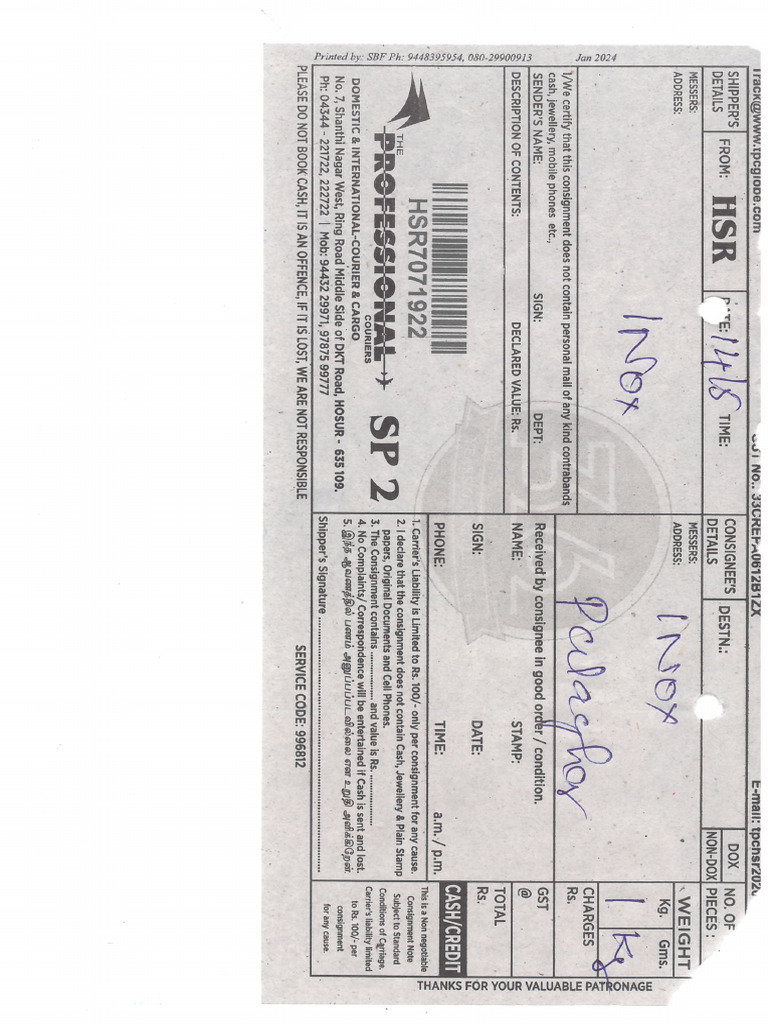 Track@www.tpcglobe.com
E-mail: tpchsr202
SHIPPER'S DETAILS
FROM: HSR
DATE: 14/8
TIME:
CONSIGNEE'S DETAILS
DESTN.:
DOX
NON-DOX
NO. OF PIECES :
MESSERS:
ADDRESS:
INOX
MESSERS:
ADDRESS:
INOX
WEIGHT
Kg. Gms.
1 Kg
I/We certify that this consignment does not contain personal mail of any kind contrabands
cash, jewellery, mobile phones etc.,
SENDER'S NAME:
SIGN:
DEPT:
DESCRIPTION OF CONTENTS:
DECLARED VALUE: Rs.
Received by consignee in good order / condition.
NAME:
STAMP:
SIGN:
DATE:
PHONE:
TIME:
a.m. / p.m.
CHARGES
Rs.
GST
@
TOTAL
Rs.
CASH/CREDIT
HSR7071922
THE
PROFESSIONAL
COURIERS
SP 2
DOMESTIC & INTERNATIONAL-COURIER & CARGO
No. 7, Shanthi Nagar West, Ring Road Middle Side of DKT Road, HOSUR - 635 109.
Ph: 04344 - 221722, 222722 | Mob: 94432 29971, 97875 99777
1. Carrier's Liability is Limited to Rs. 100/- only per consignment for any cause.
2. I declare that the consignment does not contain Cash, Jewellery & Plain Stamp
papers, Original Documents and Cell Phones.
3. The Consignment contains .................... and value is Rs. ....................
4. No Complaints/ Correspondence will be entertained if Cash is sent and lost.
5. இந்த ஆவணத்தில் பணம் அனுப்பப்படவில்லை என உறுதி அளிக்கிறேன்.
Shipper's Signature
This is a Non negotiable
Consignment Note
Subject to Standard
Conditions of Carriage.
Carrier's liability limited
to Rs. 100/- per
consignment
for any cause.
PLEASE DO NOT BOOK CASH, IT IS AN OFFENCE, IF IT IS LOST, WE ARE NOT RESPONSIBLE
SERVICE CODE: 996812
Printed by: SBF Ph: 9448395954, 080-29900913
Jan 2024
THANKS FOR YOUR VALUABLE PATRONAGE